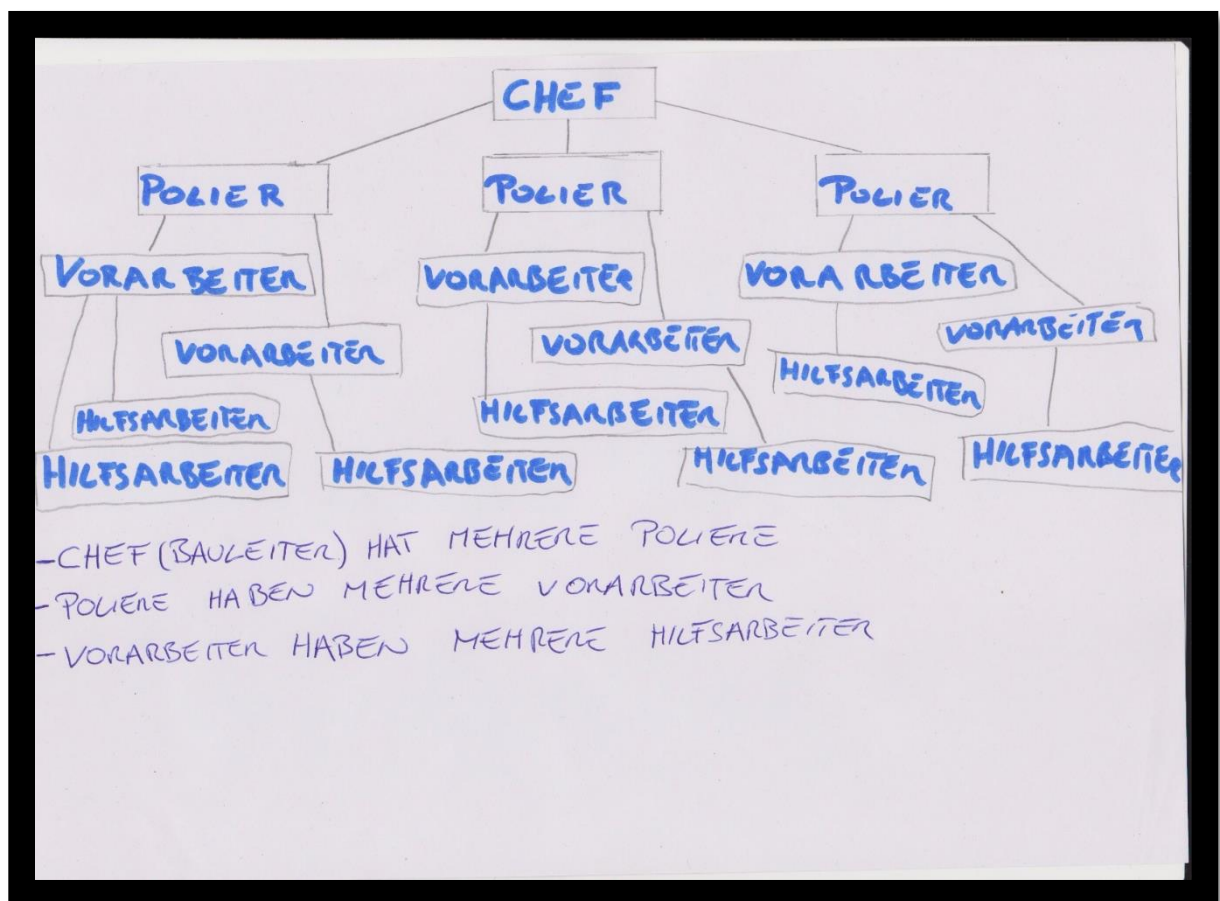 CHEF
POLIER POLIER POLIER
VORARBEITER VORARBEITER VORARBEITER
VORARBEITER VORARBEITER VORARBEITER
HILFSARBEITER HILFSARBEITER HILFSARBEITER
HILFSARBEITER HILFSARBEITER HILFSARBEITER HILFSARBEITER
-CHEF (BAULEITER) HAT MEHRERE POLIERE
-POLIERE HABEN MEHRERE VORARBEITER
-VORARBEITER HABEN MEHRERE HILFSARBEITER